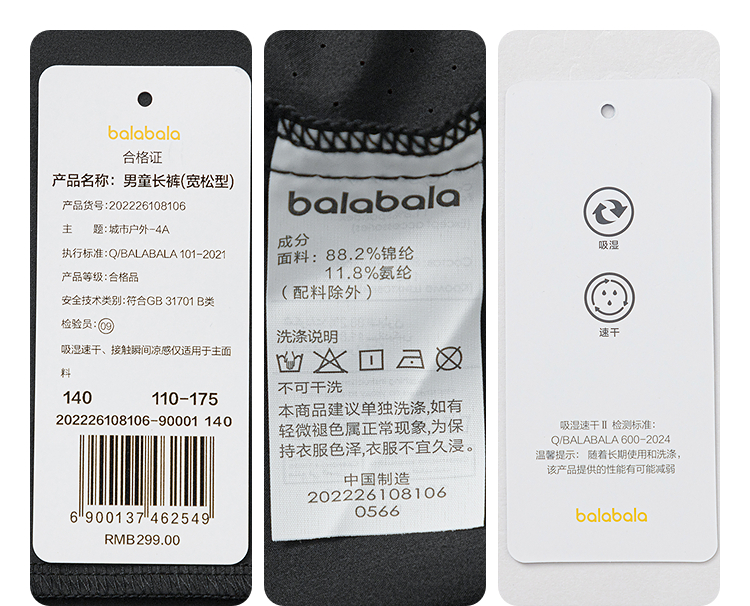 balabala
合格证
产品名称：男童长裤(宽松型)
产品货号:202226108106
主　题:城市户外-4A
执行标准:Q/BALABALA 101-2021
产品等级:合格品
安全技术类别:符合GB 31701 B类
检验员:09
吸湿速干、接触瞬间凉感仅适用于主面
料
140 110-175
202226108106-90001 140
6 900137 462549
RMB299.00
balabala
成分
面料：88.2%锦纶
11.8%氨纶
（配料除外）
洗涤说明
不可干洗
本商品建议单独洗涤,如有
轻微褪色属正常现象,为保
持衣服色泽,衣服不宜久浸。
中国制造
202226108106
0566
吸湿
速干
吸湿速干Ⅱ 检测标准:
Q/BALABALA 600-2024
温馨提示： 随着长期使用和洗涤,
该产品提供的性能有可能减弱
balabala